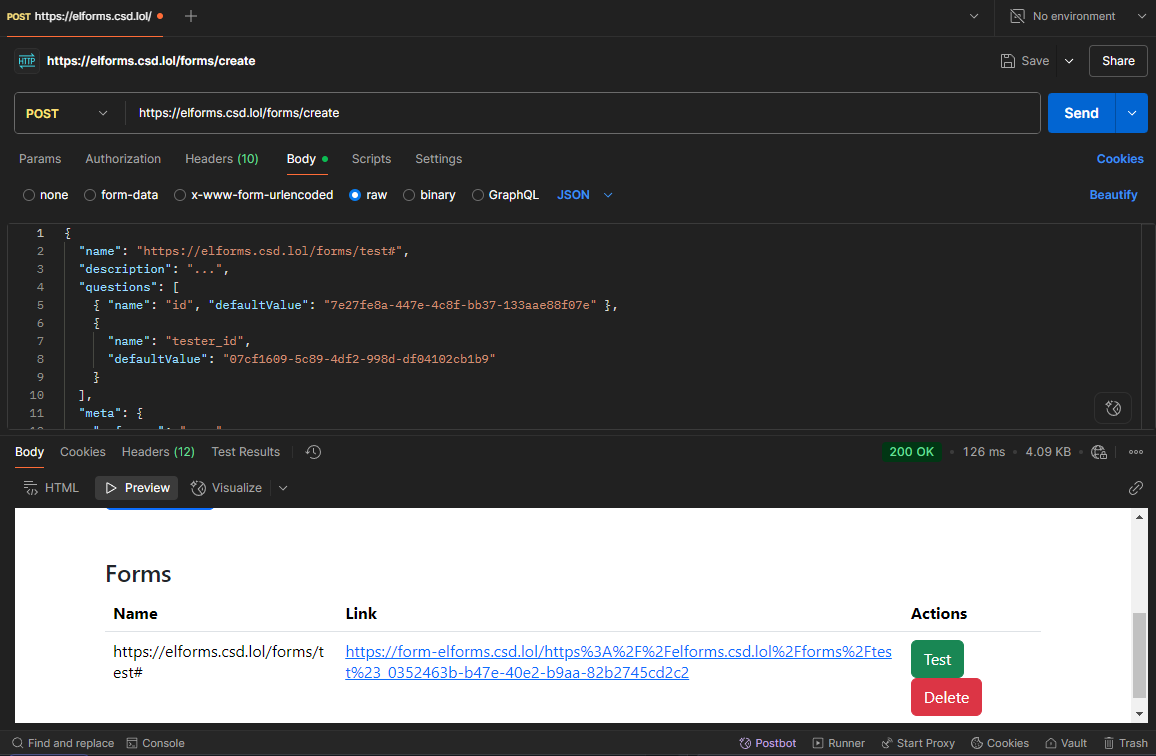 POST https://elforms.csd.lol/
No environment
HTTP https://elforms.csd.lol/forms/create
Save
Share
POST
https://elforms.csd.lol/forms/create
Send
Params Authorization Headers (10) Body Scripts Settings
Cookies
none form-data x-www-form-urlencoded raw binary GraphQL JSON
Beautify
1 {
2 "name": "https://elforms.csd.lol/forms/test#",
3 "description": "...",
4 "questions": [
5 { "name": "id", "defaultValue": "7e27fe8a-447e-4c8f-bb37-133aae88f07e" },
6 {
7 "name": "tester_id",
8 "defaultValue": "07cf1609-5c89-4df2-998d-df04102cb1b9"
9 }
10 ],
11 "meta": {
Body Cookies Headers (12) Test Results
200 OK 126 ms 4.09 KB
HTML Preview Visualize
Forms
Name Link Actions
https://elforms.csd.lol/forms/t
est#
https://form-elforms.csd.lol/https%3A%2F%2Felforms.csd.lol%2Fforms%2Ftes
t%23_0352463b-b47e-40e2-b9aa-82b2745cd2c2
Test
Delete
Find and replace Console
Postbot Runner Start Proxy Cookies Vault Trash